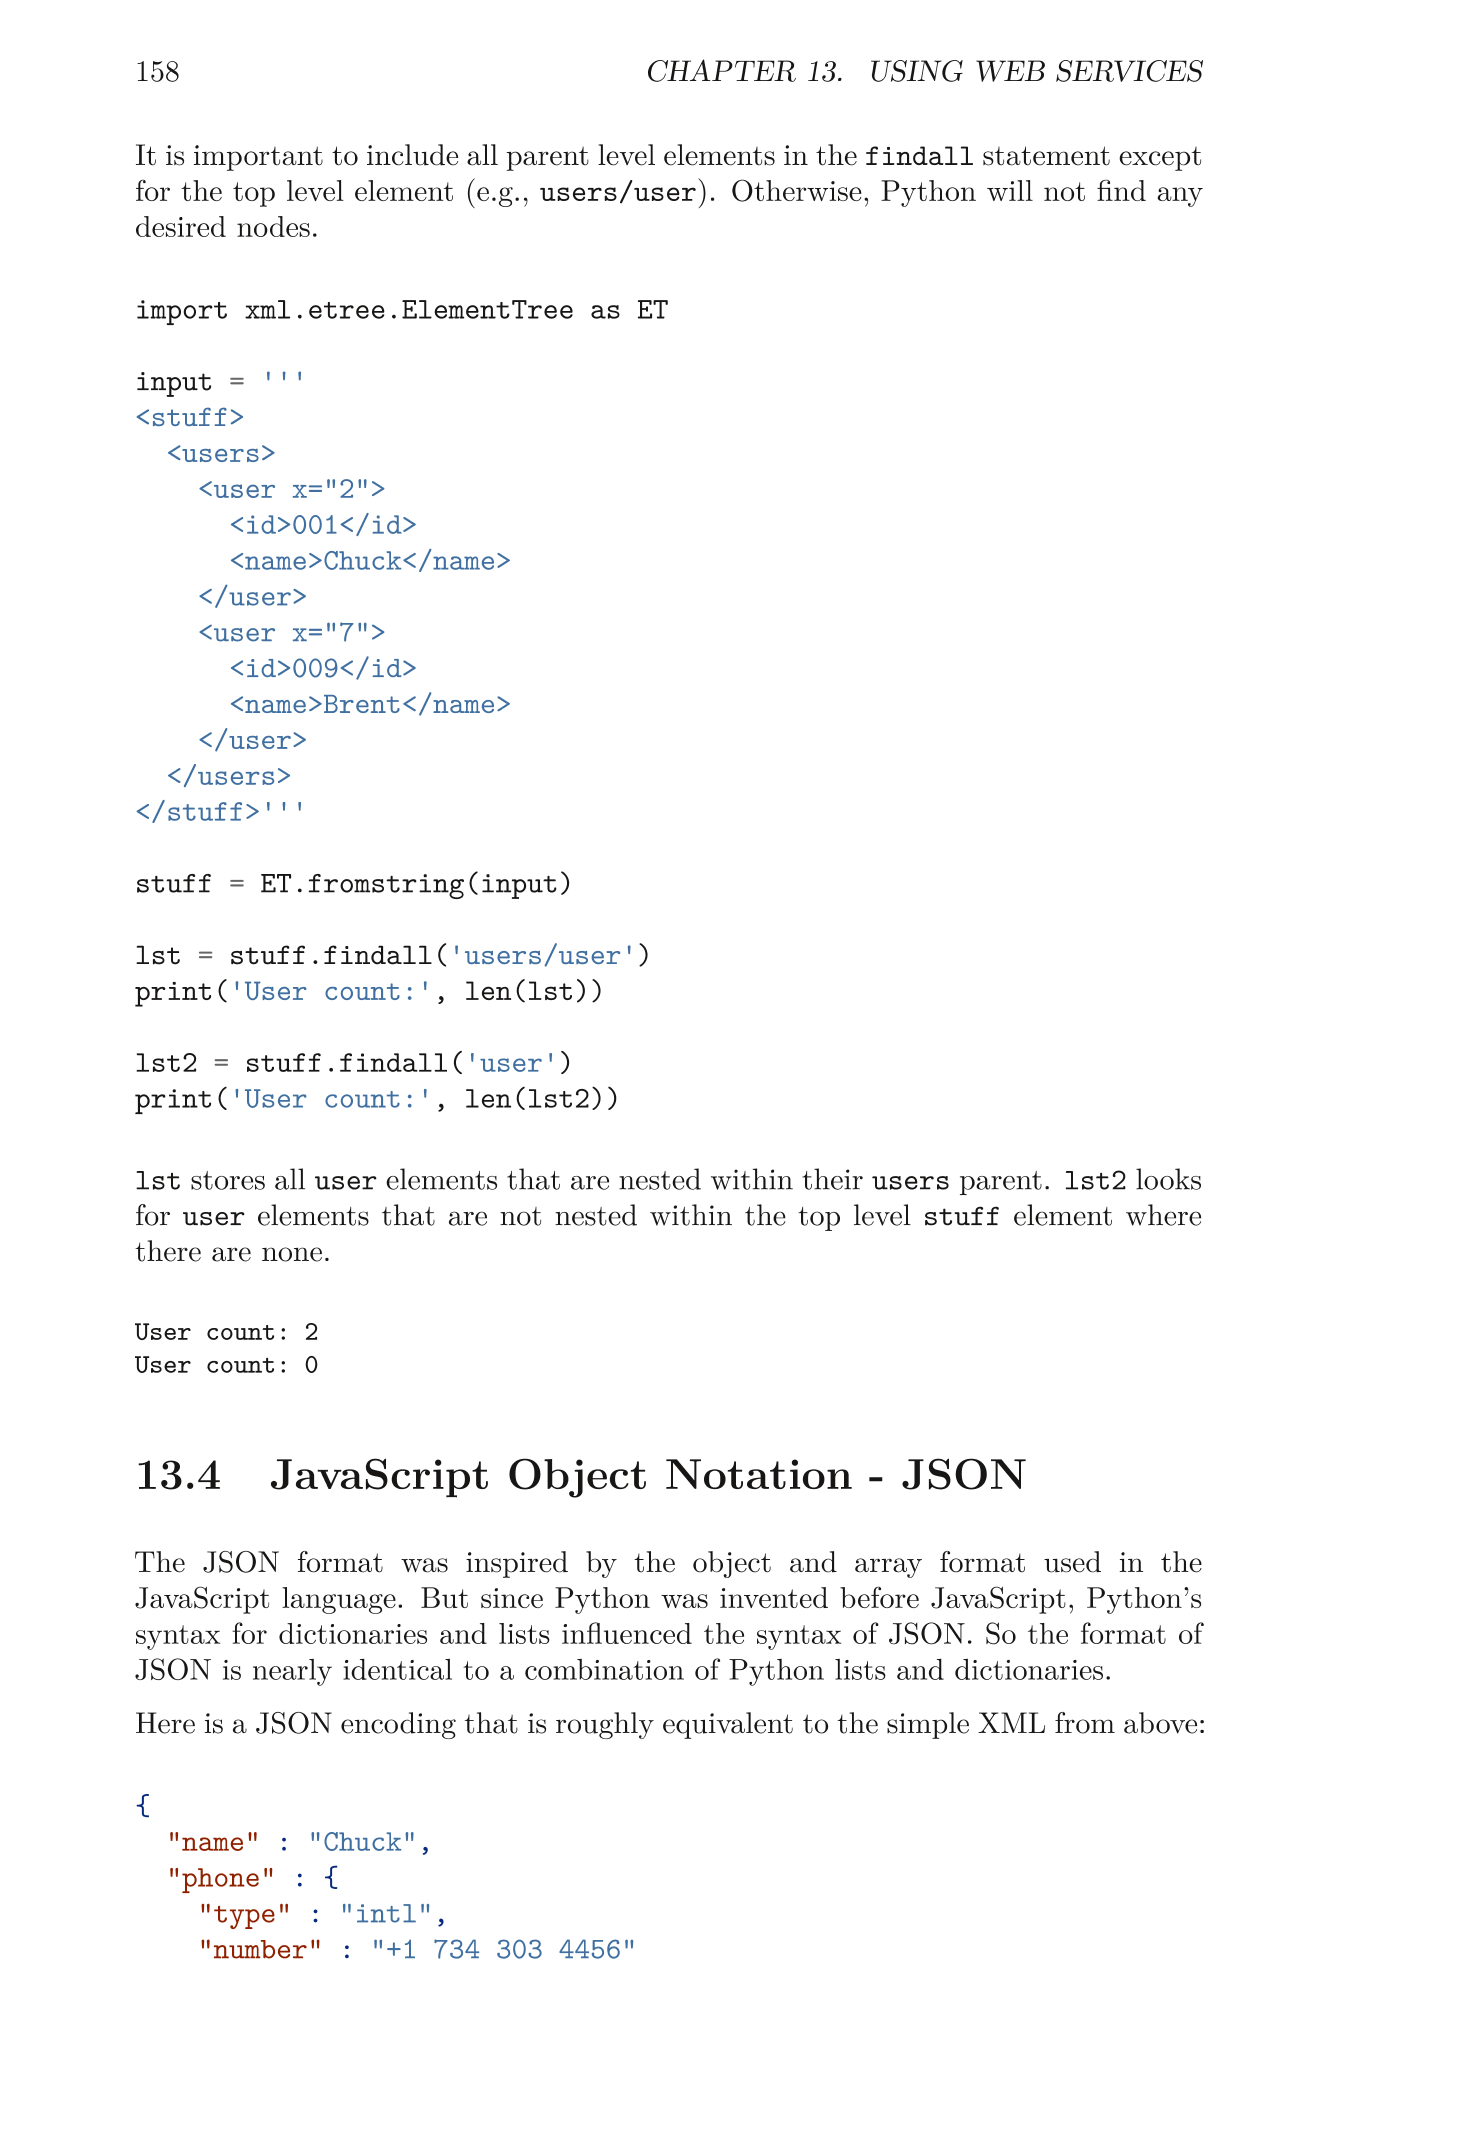 158 CHAPTER 13. USING WEB SERVICES
It is important to include all parent level elements in the findall statement except
for the top level element (e.g., users/user). Otherwise, Python will not find any
desired nodes.
import xml.etree.ElementTree as ET
input = '''
<stuff>
  <users>
    <user x="2">
      <id>001</id>
      <name>Chuck</name>
    </user>
    <user x="7">
      <id>009</id>
      <name>Brent</name>
    </user>
  </users>
</stuff>'''
stuff = ET.fromstring(input)
lst = stuff.findall('users/user')
print('User count:', len(lst))
lst2 = stuff.findall('user')
print('User count:', len(lst2))
lst stores all user elements that are nested within their users parent. lst2 looks
for user elements that are not nested within the top level stuff element where
there are none.
User count: 2
User count: 0
13.4 JavaScript Object Notation - JSON
The JSON format was inspired by the object and array format used in the
JavaScript language. But since Python was invented before JavaScript, Python's
syntax for dictionaries and lists influenced the syntax of JSON. So the format of
JSON is nearly identical to a combination of Python lists and dictionaries.
Here is a JSON encoding that is roughly equivalent to the simple XML from above:
{
  "name" : "Chuck",
  "phone" : {
    "type" : "intl",
    "number" : "+1 734 303 4456"